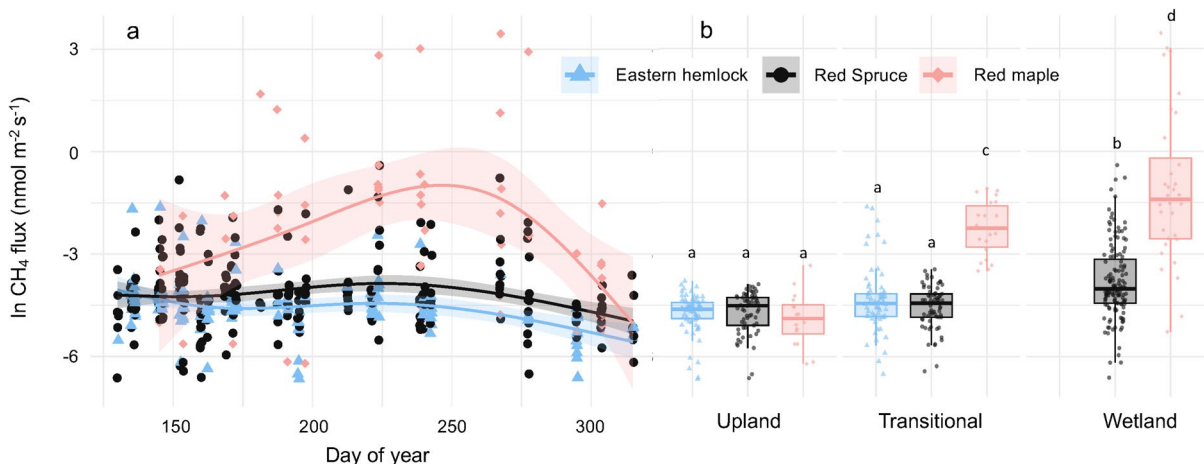 a
b
d
Eastern hemlock
Red Spruce
Red maple
3
0
-3
-6
ln CH₄ flux (nmol m⁻² s⁻¹)
b
c
a
a
a
a
a
150
200
250
300
Day of year
Upland
Transitional
Wetland